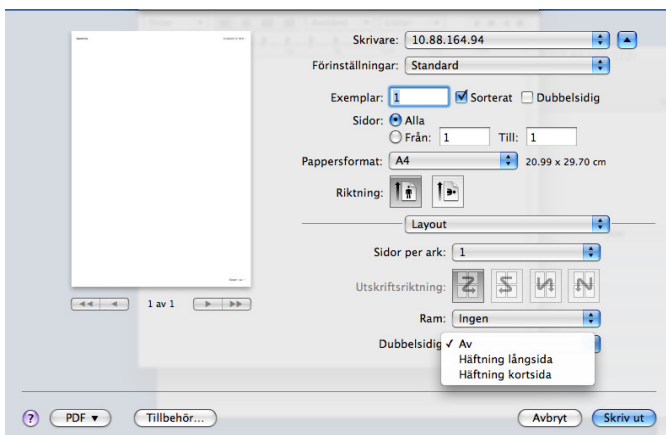 Skrivare: 10.88.164.94
Förinställningar: Standard
Exemplar: 1 Sorterat Dubbelsidig
Sidor: Alla
Från: 1 Till: 1
Pappersformat: A4 20.99 x 29.70 cm
Riktning:
Layout
Sidor per ark: 1
Utskriftsriktning:
1 av 1
Ram: Ingen
Dubbelsidig ✓ Av
Häftning långsida
Häftning kortsida
? PDF ▼ Tillbehör... Avbryt Skriv ut